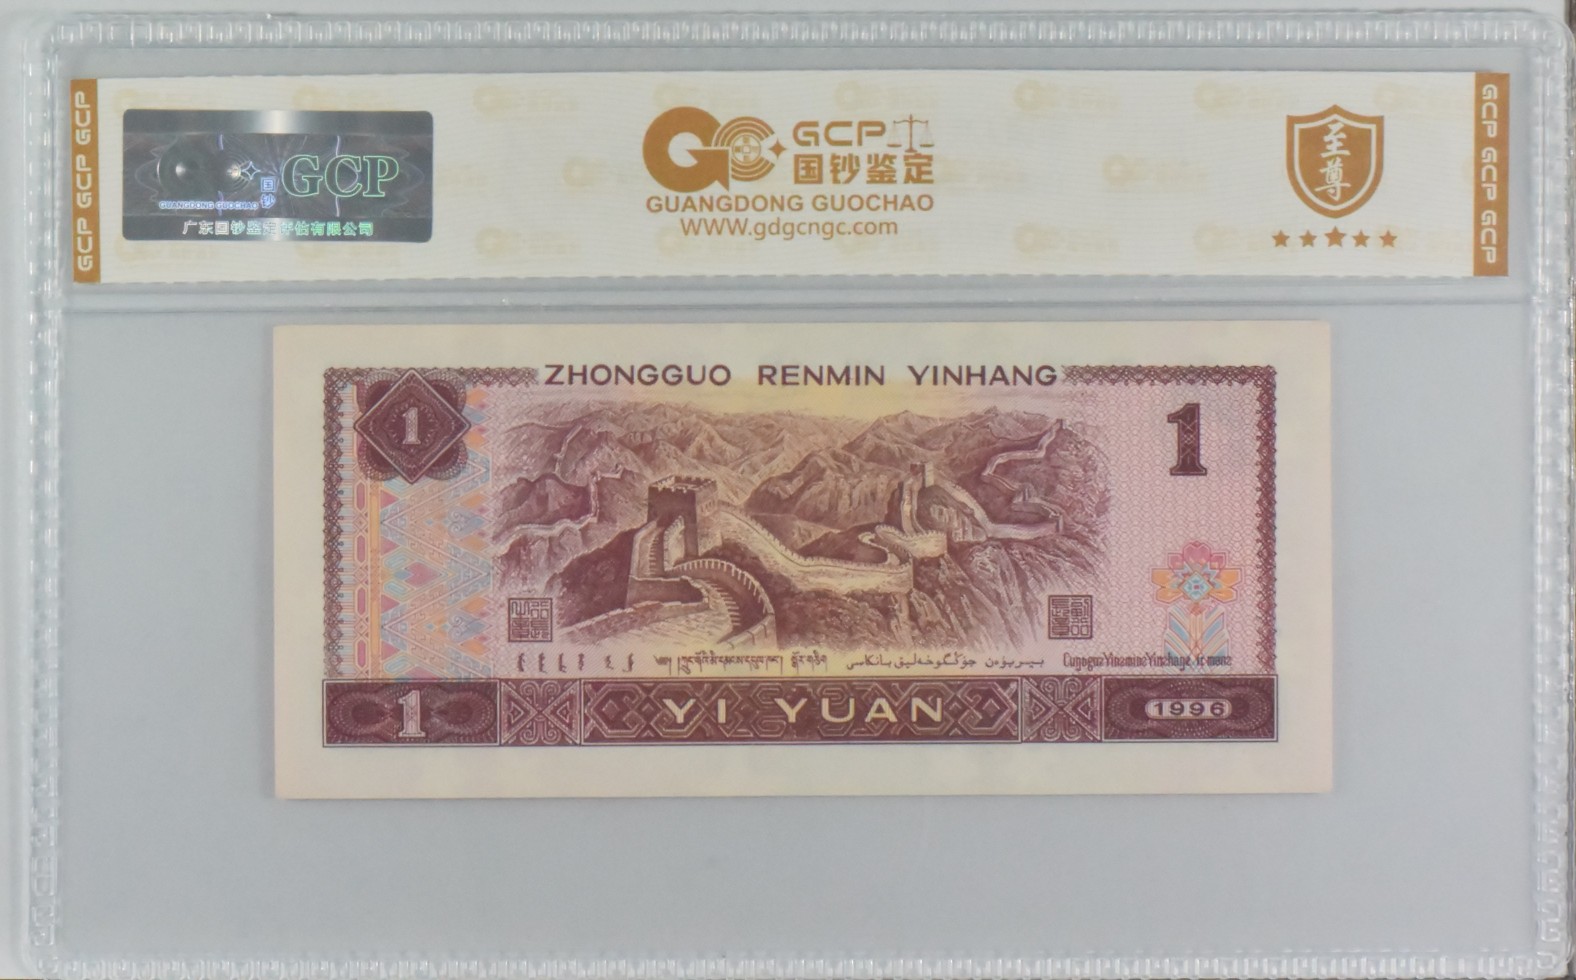 GCP GCP GCP
国钞
GCP
GUANGDONG GUOCHAO
广东国钞鉴定评估有限公司
GCP
国钞鉴定
GUANGDONG GUOCHAO
WWW.gdgcngc.com
至尊
GCP GCP GCP
ZHONGGUO RENMIN YINHANG
1
1
1
YI YUAN
1996